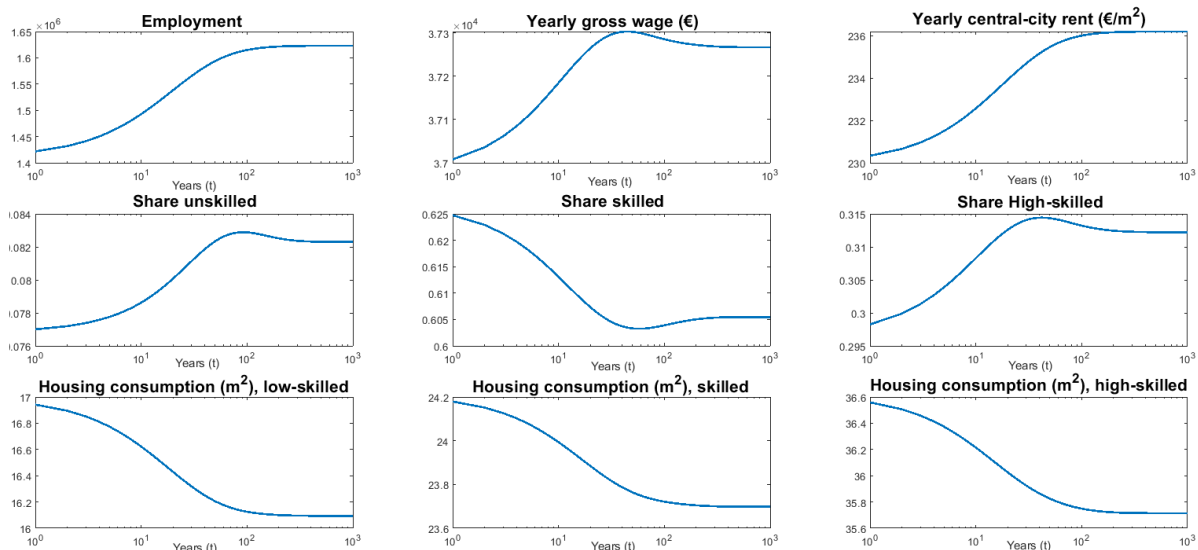 Employment
×10^6
1.65
1.6
1.55
1.5
1.45
1.4
10^0 10^1 10^2 10^3
Years (t)
Yearly gross wage (€)
×10^4
3.73
3.72
3.71
3.7
10^0 10^1 10^2 10^3
Years (t)
Yearly central-city rent (€/m^2)
236
234
232
230
10^0 10^1 10^2 10^3
Years (t)
Share unskilled
0.084
0.082
0.08
0.078
0.076
10^0 10^1 10^2 10^3
Years (t)
Share skilled
0.625
0.62
0.615
0.61
0.605
0.6
10^0 10^1 10^2 10^3
Years (t)
Share High-skilled
0.315
0.31
0.305
0.3
0.295
10^0 10^1 10^2 10^3
Years (t)
Housing consumption (m^2), low-skilled
17
16.8
16.6
16.4
16.2
16
10^0 10^1 10^2 10^3
Years (t)
Housing consumption (m^2), skilled
24.2
24
23.8
23.6
10^0 10^1 10^2 10^3
Years (t)
Housing consumption (m^2), high-skilled
36.6
36.4
36.2
36
35.8
35.6
10^0 10^1 10^2 10^3
Years (t)